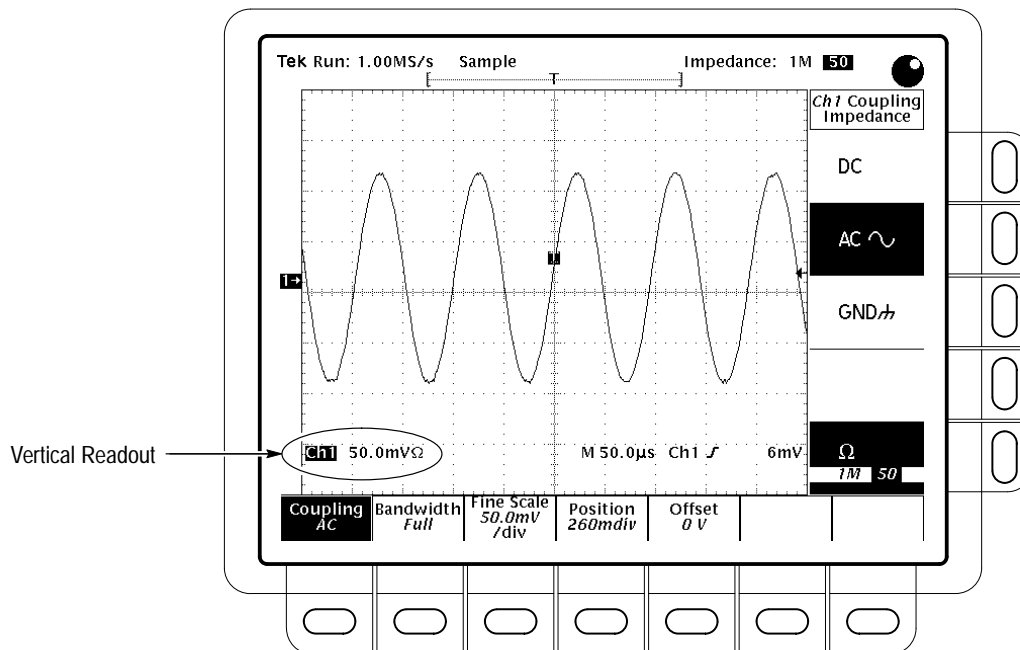 Tek Run: 1.00MS/s Sample Impedance: 1M 50
T
Ch1 Coupling
Impedance
DC
AC
1
GND
Vertical Readout
Ch1 50.0mVΩ M 50.0µs Ch1 6mV
Ω
1M 50
Coupling
AC
Bandwidth
Full
Fine Scale
50.0mV
/div
Position
260mdiv
Offset
0 V